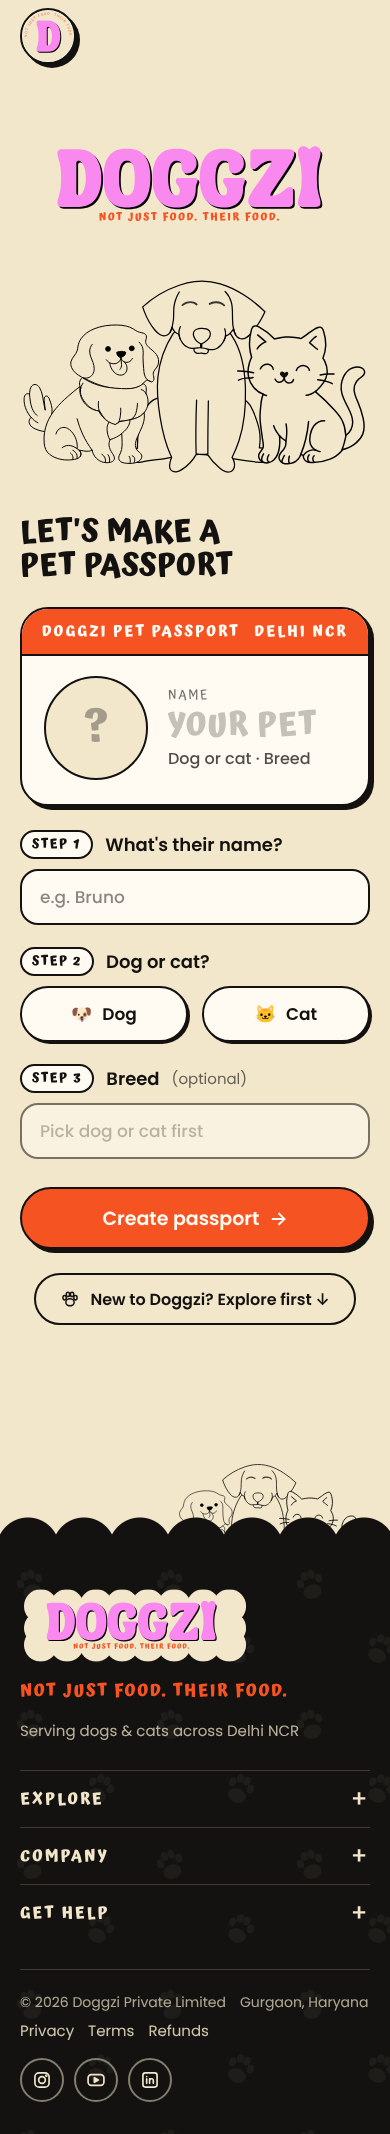 D
DOGGZI
NOT JUST FOOD. THEIR FOOD.
LET'S MAKE A
PET PASSPORT
DOGGZI PET PASSPORT DELHI NCR
?
NAME
YOUR PET
Dog or cat · Breed
STEP 1 What's their name?
e.g. Bruno
STEP 2 Dog or cat?
🐶 Dog 🐱 Cat
STEP 3 Breed (optional)
Pick dog or cat first
Create passport →
New to Doggzi? Explore first ↓
DOGGZI
NOT JUST FOOD. THEIR FOOD.
NOT JUST FOOD. THEIR FOOD.
Serving dogs & cats across Delhi NCR
EXPLORE +
COMPANY +
GET HELP +
© 2026 Doggzi Private Limited Gurgaon, Haryana
Privacy Terms Refunds
in